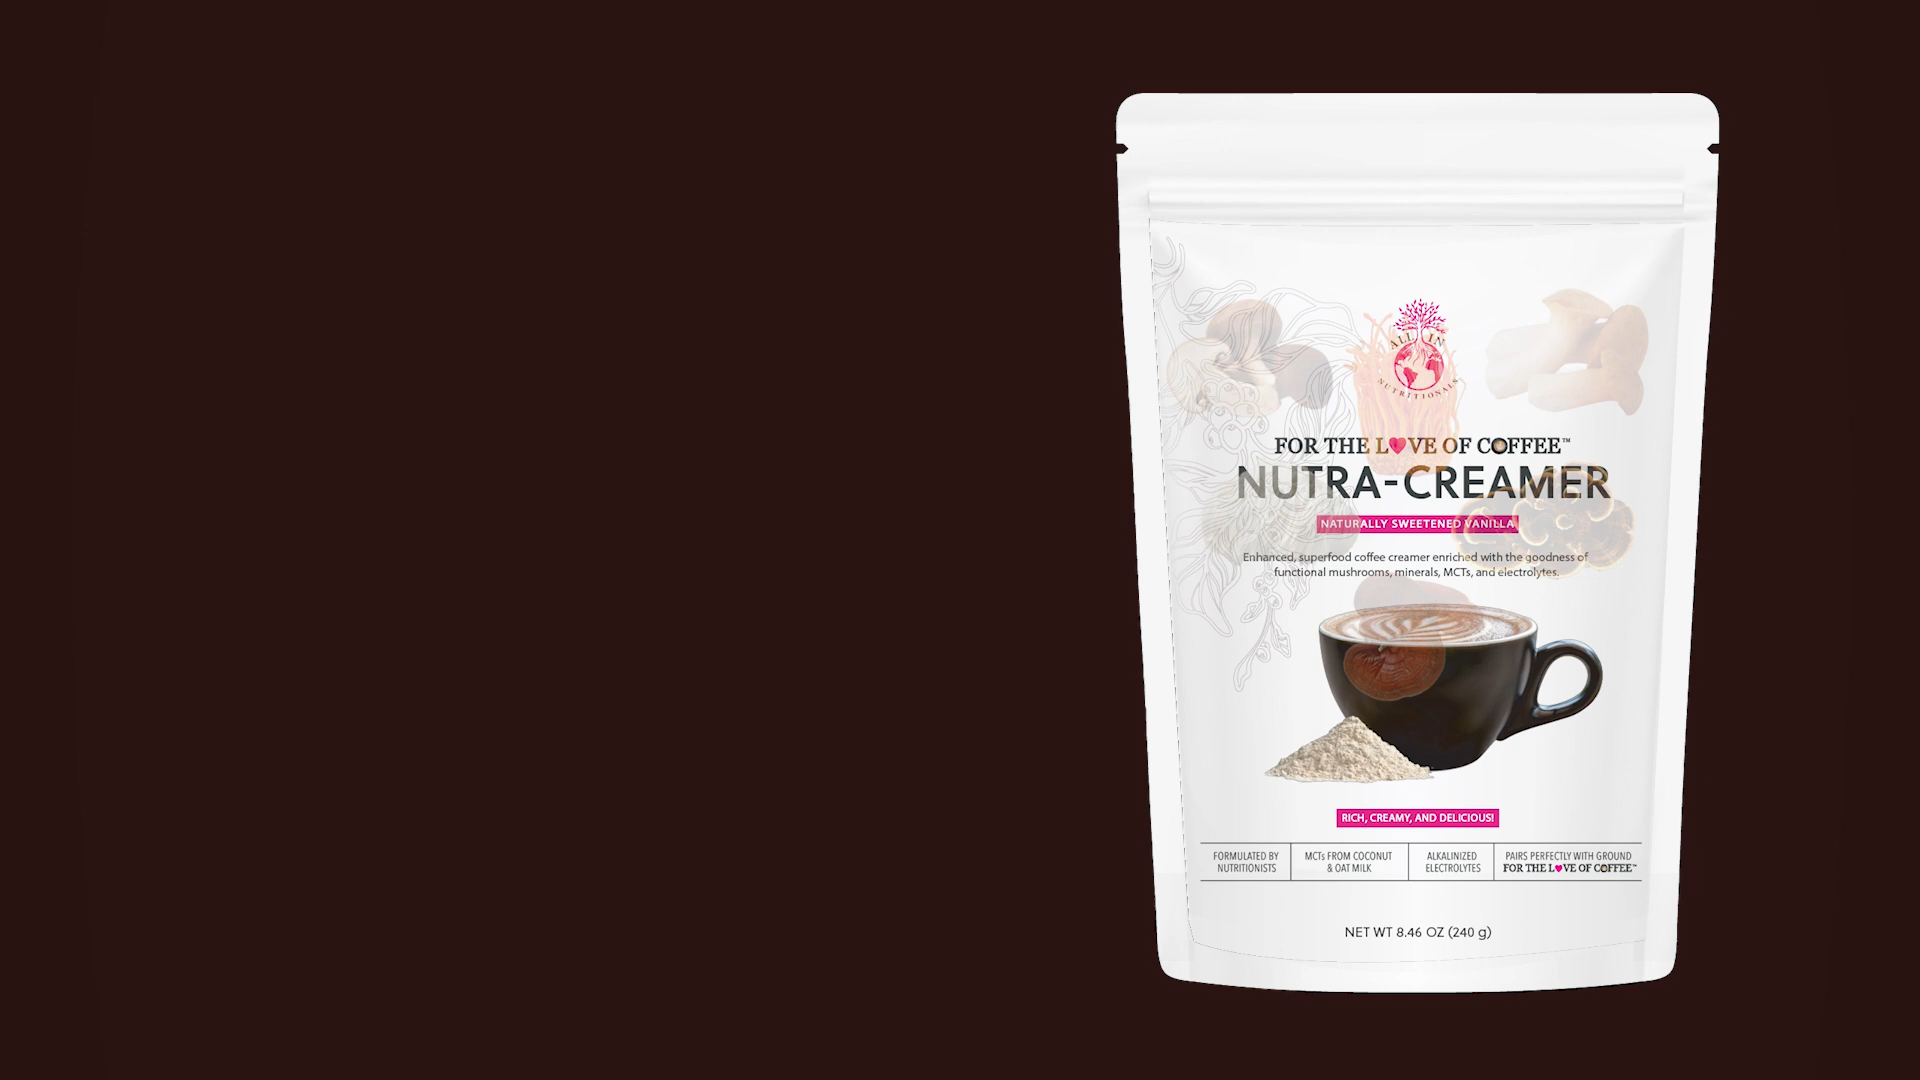 ALL IN
NUTRITIONALS
FOR THE LOVE OF COFFEE™
NUTRA-CREAMER
NATURALLY SWEETENED VANILLA
Enhanced, superfood coffee creamer enriched with the goodness of
functional mushrooms, minerals, MCTs, and electrolytes.
RICH, CREAMY, AND DELICIOUS!
FORMULATED BY
NUTRITIONISTS
MCTs FROM COCONUT
& OAT MILK
ALKALINIZED
ELECTROLYTES
PAIRS PERFECTLY WITH GROUND
FOR THE LOVE OF COFFEE™
NET WT 8.46 OZ (240 g)